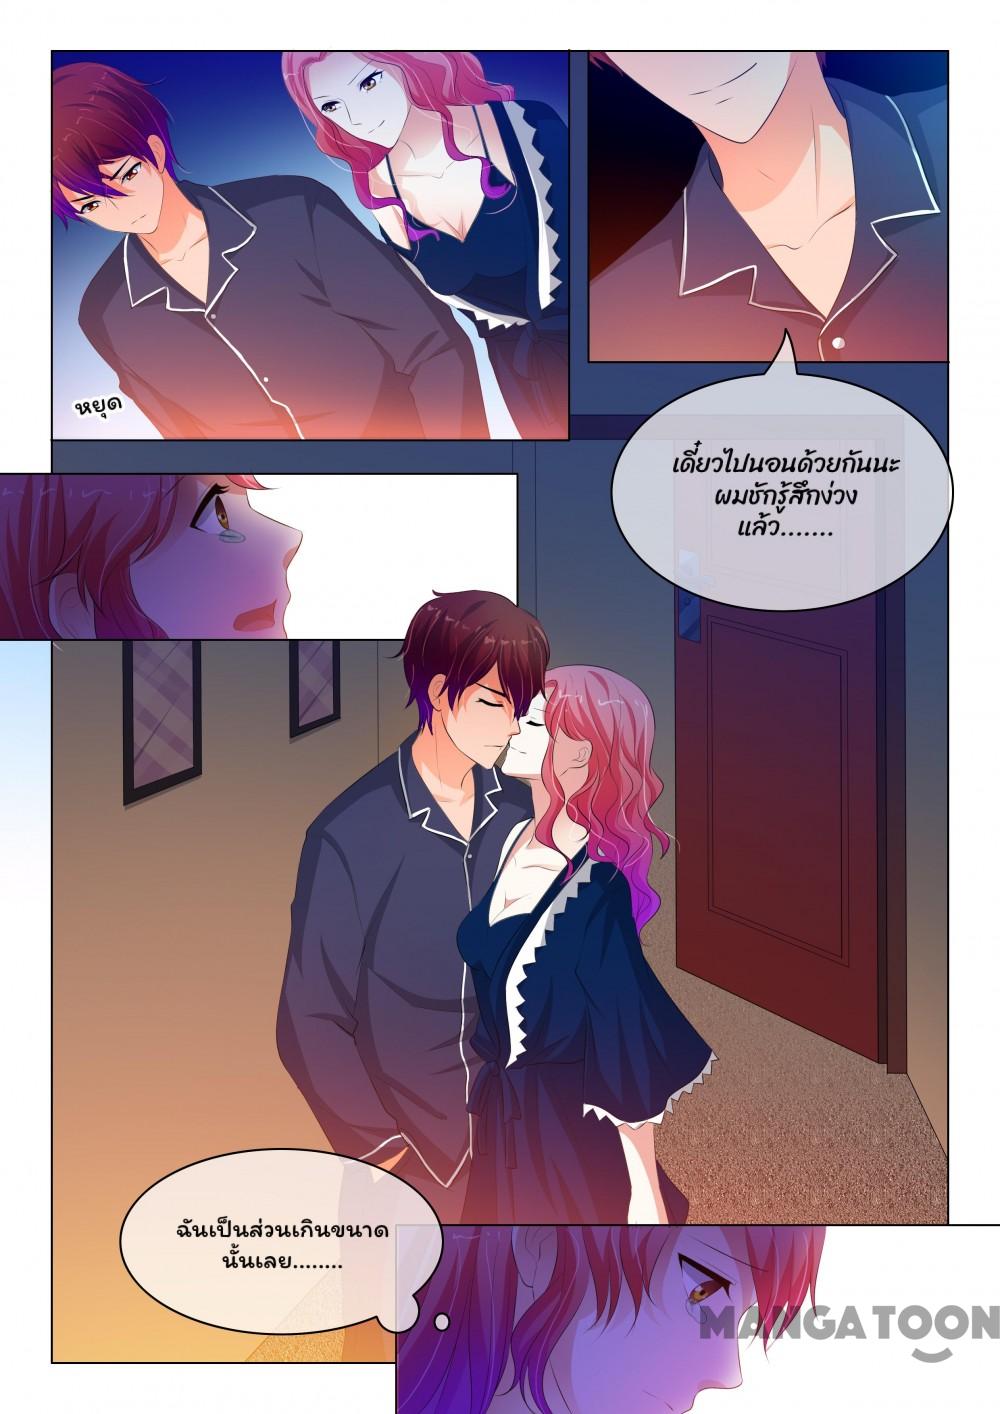 หยุด
เดี๋ยวไปนอนด้วยกันนะ
ผมชักรู้สึกง่วง
แล้ว.......
ฉันเป็นส่วนเกินขนาด
นั้นเลย........
MANGATOON